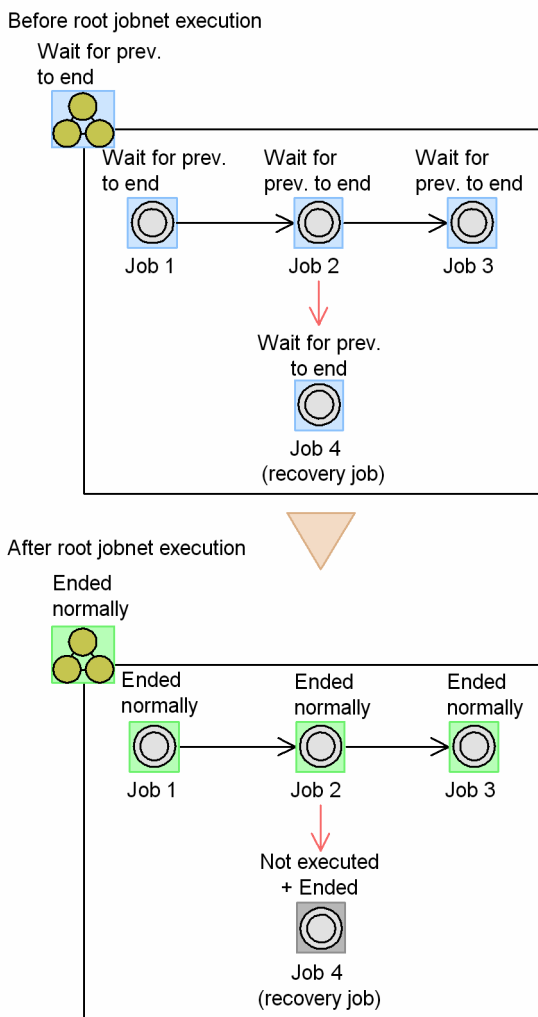 Before root jobnet execution
Wait for prev.
to end
Wait for prev.
to end
Wait for
prev. to end
Wait for
prev. to end
Job 1
Job 2
Job 3
Wait for prev.
to end
Job 4
(recovery job)
After root jobnet execution
Ended
normally
Ended
normally
Ended
normally
Ended
normally
Job 1
Job 2
Job 3
Not executed
+ Ended
Job 4
(recovery job)